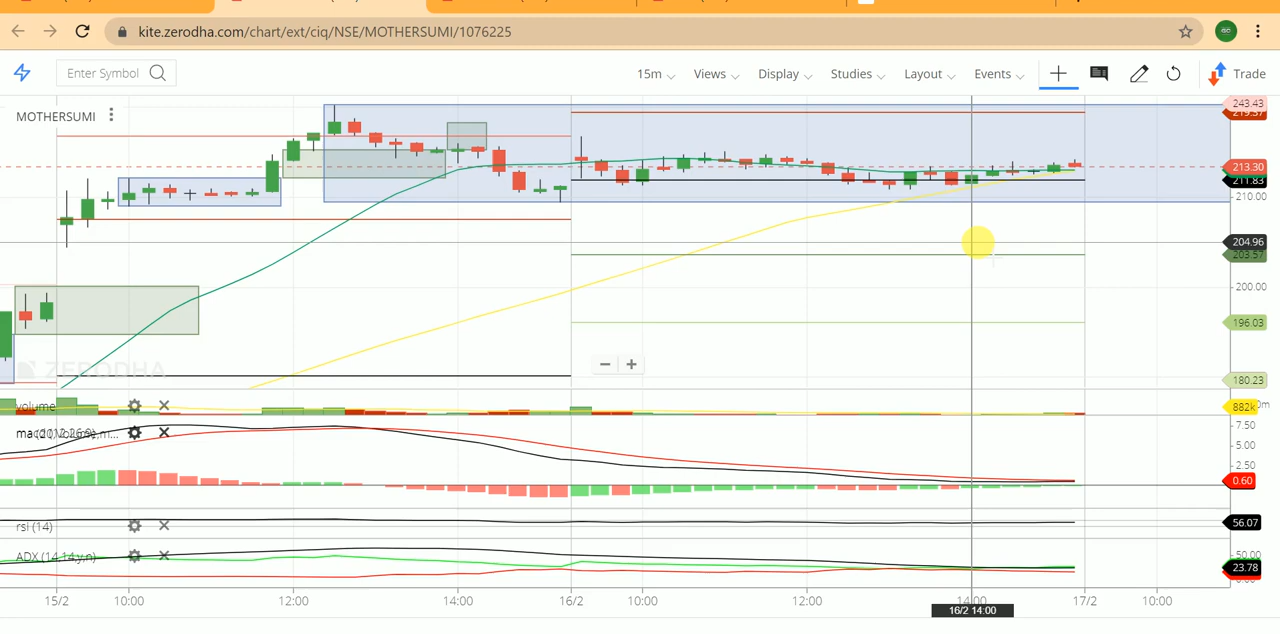 kite.zerodha.com/chart/ext/ciq/NSE/MOTHERSUMI/1076225
Enter Symbol
15m Views Display Studies Layout Events Trade
MOTHERSUMI
243.43
213.30
211.83
210.00
204.96
203.57
200.00
196.03
ZERODHA
180.23
volume
882k
7.50
5.00
2.50
0.60
rsi (14)
56.07
ADX (14,14,y,n)
50.00
23.78
15/2 10:00 12:00 14:00 16/2 10:00 12:00 14:00 17/2 10:00
16/2 14:00